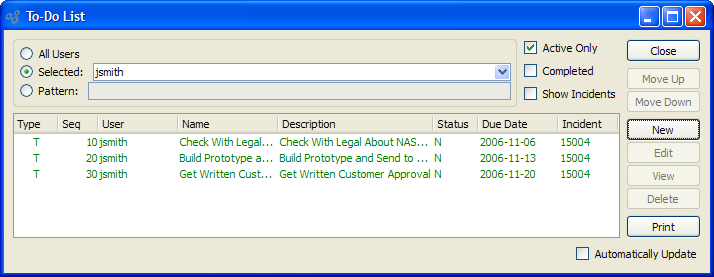 To-Do List
All Users
Selected: jsmith
Pattern:
Active Only
Completed
Show Incidents
Close
Move Up
Move Down
New
Edit
View
Delete
Print
Type Seq User Name Description Status Due Date Incident
T 10 jsmith Check With Legal... Check With Legal About NAS... N 2006-11-06 15004
T 20 jsmith Build Prototype a... Build Prototype and Send to ... N 2006-11-13 15004
T 30 jsmith Get Written Cust... Get Written Customer Approval N 2006-11-20 15004
Automatically Update